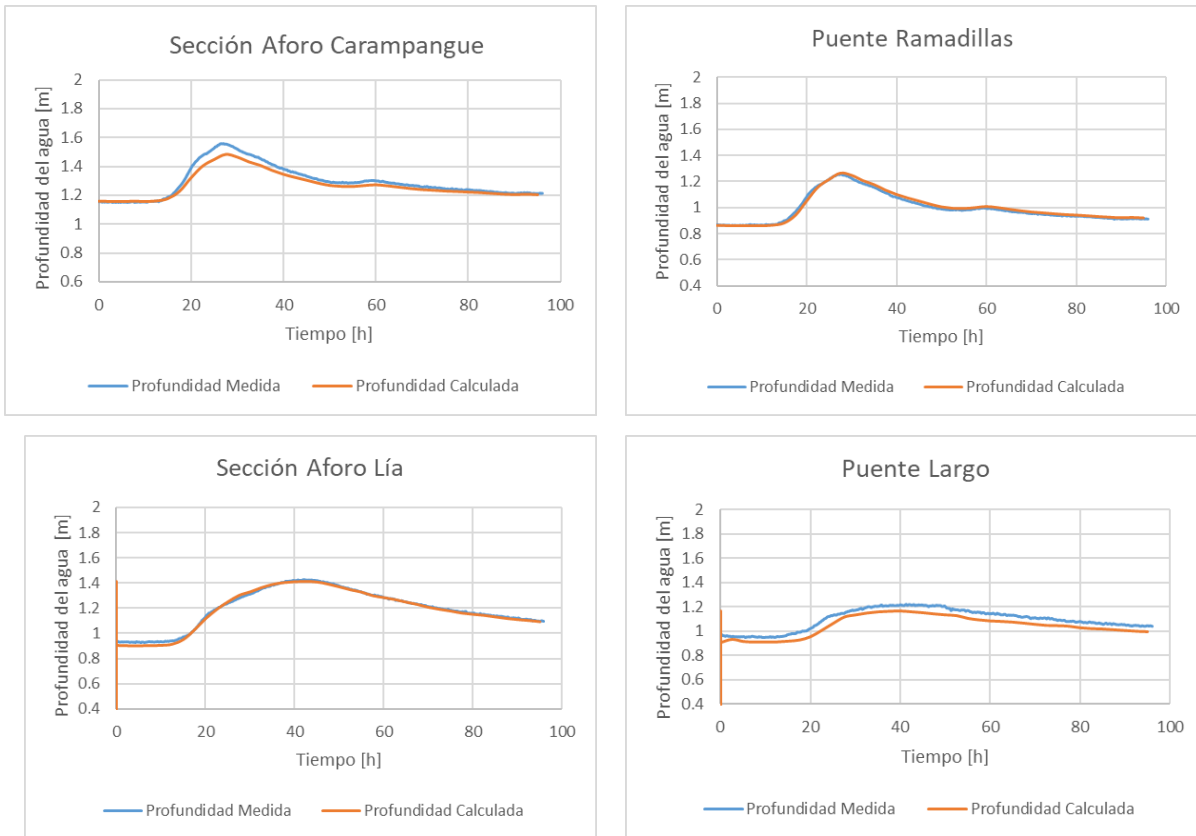 Sección Aforo Carampangue
Profundidad del agua [m]
2
1.8
1.6
1.4
1.2
1
0.8
0.6
0 20 40 60 80 100
Tiempo [h]
Profundidad Medida Profundidad Calculada
Puente Ramadillas
Profundidad del agua [m]
2
1.8
1.6
1.4
1.2
1
0.8
0.6
0.4
0 20 40 60 80 100
Tiempo [h]
Profundidad Medida Profundidad Calculada
Sección Aforo Lía
Profundidad del agua [m]
2
1.8
1.6
1.4
1.2
1
0.8
0.6
0.4
0 20 40 60 80 100
Tiempo [h]
Profundidad Medida Profundidad Calculada
Puente Largo
Profundidad del agua [m]
2
1.8
1.6
1.4
1.2
1
0.8
0.6
0.4
0 20 40 60 80 100
Tiempo [h]
Profundidad Medida Profundidad Calculada